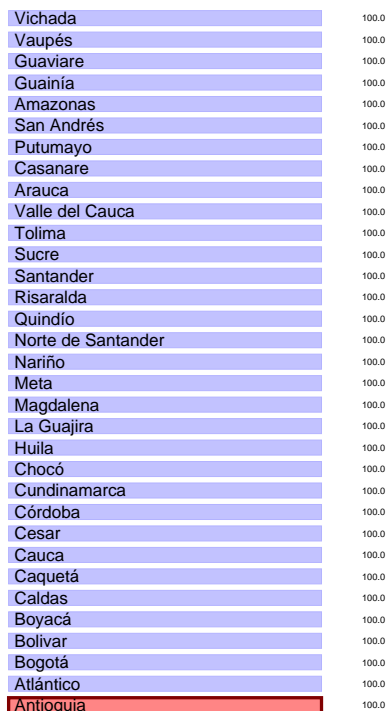 Vichada 100.0
Vaupés 100.0
Guaviare 100.0
Guainía 100.0
Amazonas 100.0
San Andrés 100.0
Putumayo 100.0
Casanare 100.0
Arauca 100.0
Valle del Cauca 100.0
Tolima 100.0
Sucre 100.0
Santander 100.0
Risaralda 100.0
Quindío 100.0
Norte de Santander 100.0
Nariño 100.0
Meta 100.0
Magdalena 100.0
La Guajira 100.0
Huila 100.0
Chocó 100.0
Cundinamarca 100.0
Córdoba 100.0
Cesar 100.0
Cauca 100.0
Caquetá 100.0
Caldas 100.0
Boyacá 100.0
Bolivar 100.0
Bogotá 100.0
Atlántico 100.0
Antioquia 100.0